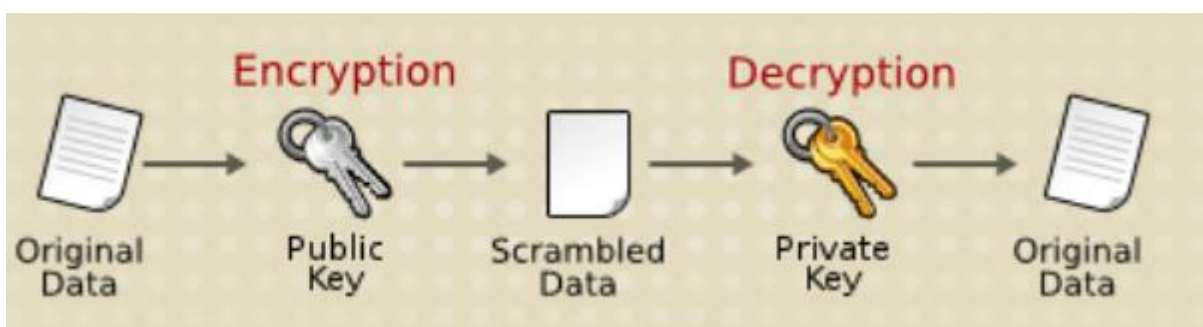 Encryption
Decryption
Original
Data
Public
Key
Scrambled
Data
Private
Key
Original
Data